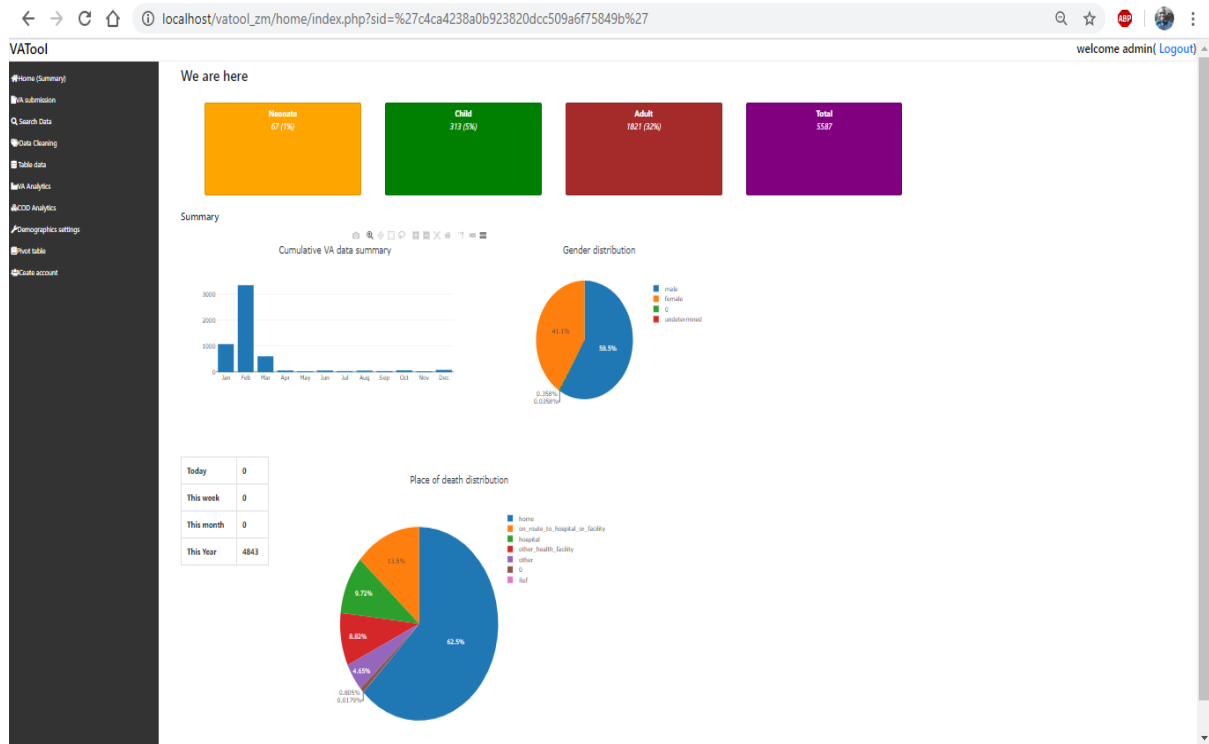 localhost/vatool_zm/home/index.php?sid=%27c4ca4238a0b923820dcc509a6f75849b%27
ABP
VATool
welcome admin( Logout)
Home (Summary)
VA submission
Search Data
Data Cleaning
Table data
VA Analytics
COD Analytics
Demographics settings
Pivot table
Ceate account
We are here
Neonate
67 (1%)
Child
313 (5%)
Adult
1821 (32%)
Total
5587
Summary
Cumulative VA data summary
3000
2000
1000
0
Jan Feb Mar Apr May Jun Jul Aug Sep Oct Nov Dec
Gender distribution
male
female
0
undetermined
41.1%
58.5%
0.358%
0.0358%
Today 0
This week 0
This month 0
This Year 4843
Place of death distribution
home
on_route_to_hospital_or_facility
hospital
other_health_facility
other
0
13.5%
9.72%
8.82%
4.65%
62.5%
0.805%
0.0179%